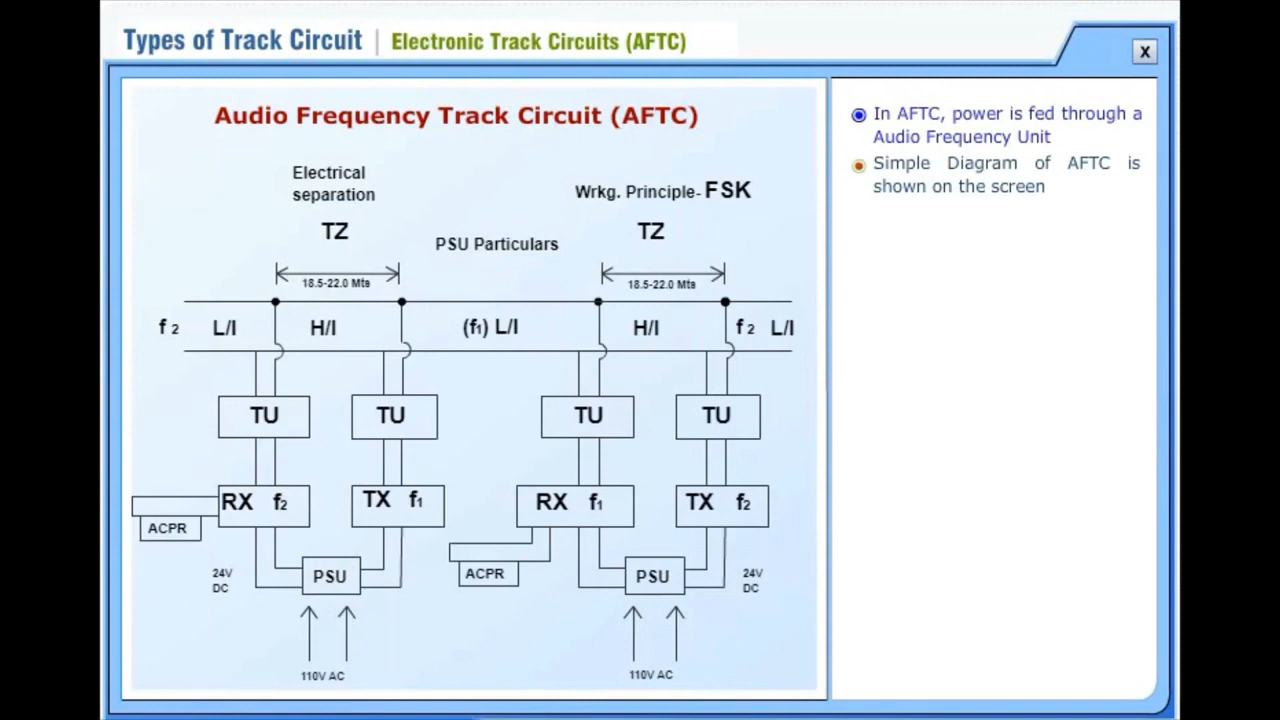 Types of Track Circuit | Electronic Track Circuits (AFTC)
X
Audio Frequency Track Circuit (AFTC)
Electrical
separation
Wrkg. Principle- FSK
TZ
TZ
PSU Particulars
18.5-22.0 Mts
18.5-22.0 Mts
f 2 L/I H/I (f1) L/I H/I f 2 L/I
TU TU TU TU
RX f2 TX f1 RX f1 TX f2
ACPR
ACPR
24V
DC
PSU
PSU
24V
DC
110V AC
110V AC
In AFTC, power is fed through a
Audio Frequency Unit
Simple Diagram of AFTC is
shown on the screen